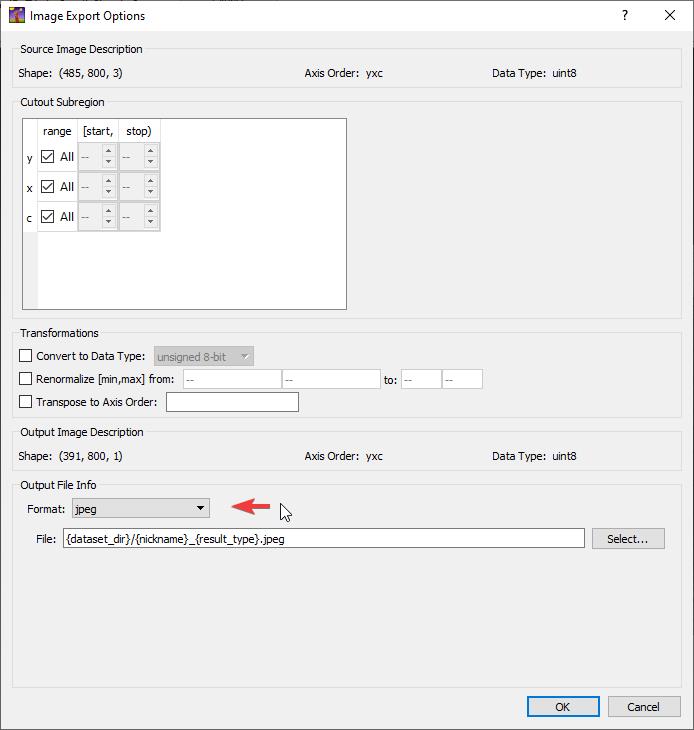 Image Export Options ?
Source Image Description
Shape: (485, 800, 3) Axis Order: yxc Data Type: uint8
Cutout Subregion
range [start, stop)
y All -- --
x All -- --
c All -- --
Transformations
Convert to Data Type: unsigned 8-bit
Renormalize [min,max] from: -- -- to: -- --
Transpose to Axis Order:
Output Image Description
Shape: (391, 800, 1) Axis Order: yxc Data Type: uint8
Output File Info
Format: jpeg
File: {dataset_dir}/{nickname}_{result_type}.jpeg Select...
OK Cancel